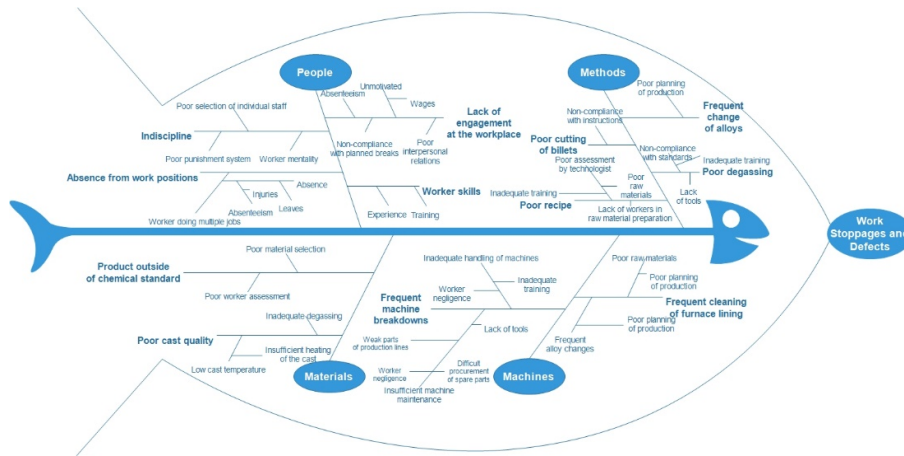 People
Methods
Poor selection of individual staff
Indiscipline
Poor punishment system
Worker mentality
Absence from work positions
Injuries
Absence
Absenteeism
Leaves
Worker doing multiple jobs
Unmotivated
Absenteeism
Wages
Lack of
engagement
at the workplace
Non-compliance
with planned breaks
Poor
interpersonal
relations
Worker skills
Experience
Training
Poor planning
of production
Frequent
change
of alloys
Non-compliance
with instructions
Poor cutting
of billets
Non-compliance
with standards
Inadequate training
Poor degassing
Lack
of tools
Poor assessment
by technologist
Poor
raw
materials
Inadequate training
Poor recipe
Lack of workers in
raw material preparation
Work
Stoppages and
Defects
Poor material selection
Product outside
of chemical standard
Poor worker assessment
Inadequate degassing
Poor cast quality
Insufficient heating
of the cast
Low cast temperature
Materials
Inadequate handling of machines
Worker
negligence
Inadequate
training
Frequent
machine
breakdowns
Lack of tools
Weak parts
of production lines
Worker
negligence
Difficult
procurement
of spare parts
Insufficient machine
maintenance
Machines
Poor raw materials
Poor planning
of production
Frequent cleaning
of furnace lining
Poor planning
of production
Frequent
alloy changes